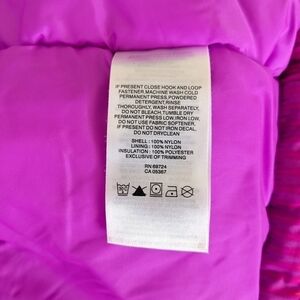 IF PRESENT CLOSE HOOK AND LOOP
FASTENER,MACHINE WASH COLD
PERMANENT PRESS,POWDERED
DETERGENT,RINSE
THOROUGHLY,WASH SEPARATELY,
DO NOT BLEACH,TUMBLE DRY
PERMANENT PRESS LOW,IRON LOW,
DO NOT USE FABRIC SOFTENER,
IF PRESENT DO NOT IRON DECAL,
DO NOT DRYCLEAN
SHELL : 100% NYLON
LINING : 100% NYLON
INSULATION : 100% POLYESTER
EXCLUSIVE OF TRIMMING
RN 69724
CA 05367